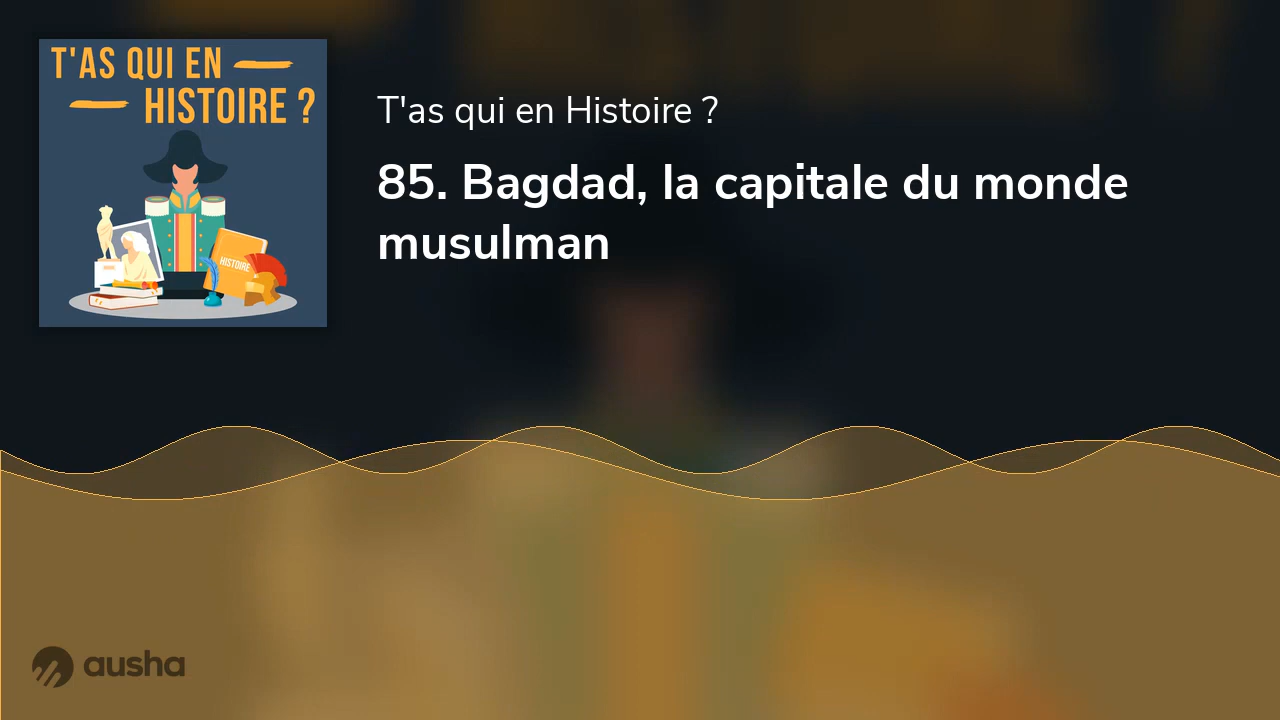 T'AS QUI EN
HISTOIRE ?
HISTOIRE
T'as qui en Histoire ?
85. Bagdad, la capitale du monde
musulman
ausha